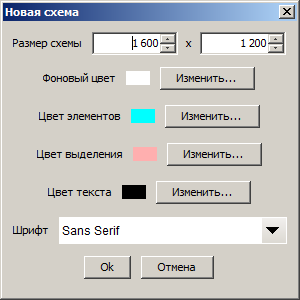 Новая схема
Размер схемы 1 600 x 1 200
Фоновый цвет Изменить...
Цвет элементов Изменить...
Цвет выделения Изменить...
Цвет текста Изменить...
Шрифт Sans Serif
Ok Отмена